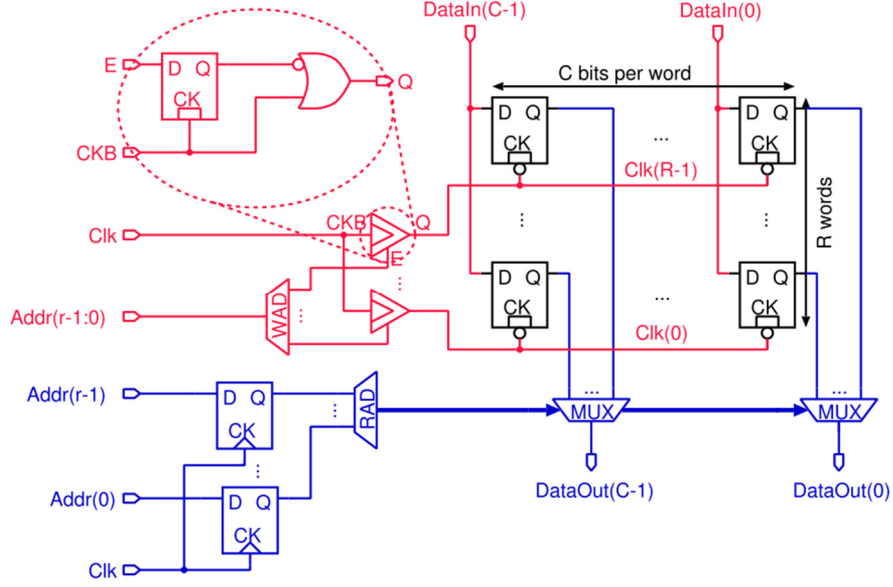 DataIn(C-1)
DataIn(0)
E
D Q
CK
Q
CKB
C bits per word
D Q
CK
...
D Q
CK
Clk(R-1)
R words
Clk
CKB
Q
E
...
...
...
Addr(r-1:0)
WAD
...
D Q
CK
...
D Q
CK
Clk(0)
Addr(r-1)
D Q
CK
...
RAD
...
MUX
...
MUX
...
Addr(0)
D Q
CK
DataOut(C-1)
DataOut(0)
Clk